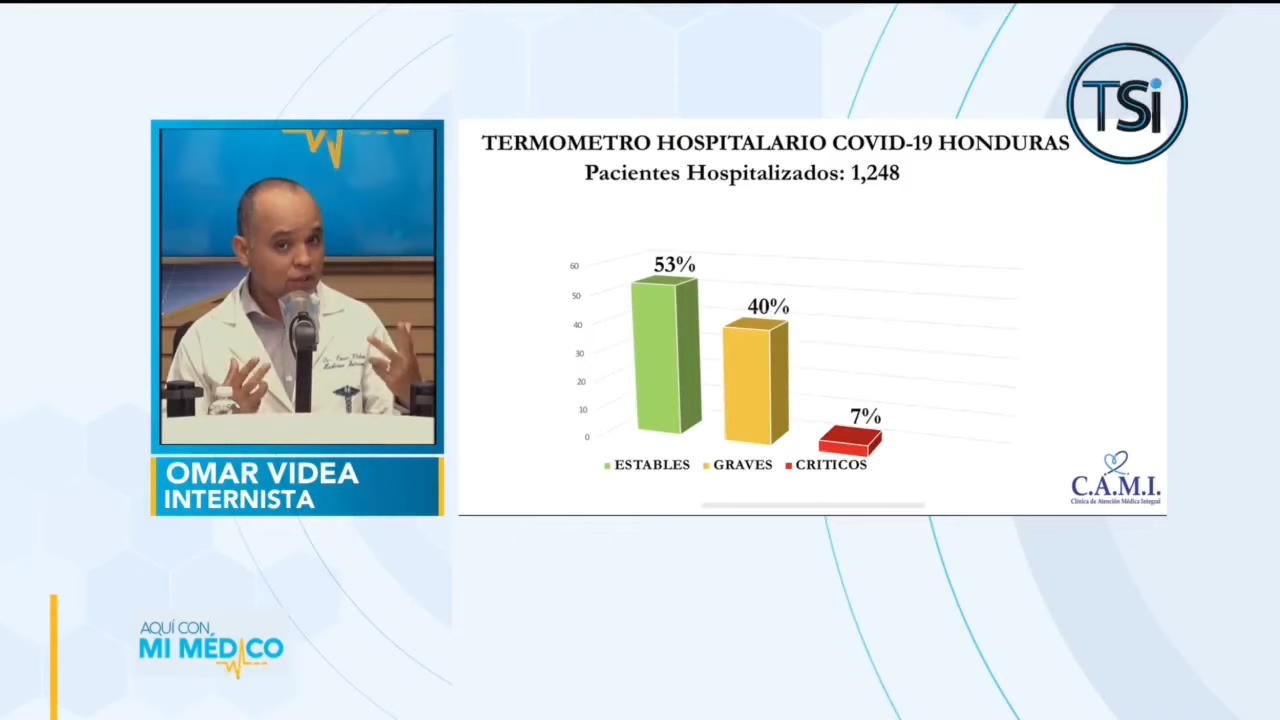 TSi
TERMOMETRO HOSPITALARIO COVID-19 HONDURAS
Pacientes Hospitalizados: 1,248
60
50
40
30
20
10
0
53%
40%
7%
ESTABLES GRAVES CRITICOS
C.A.M.I.
Clínica de Atención Médica Integral
OMAR VIDEA
INTERNISTA
AQUÍ CON
MI MÉDICO